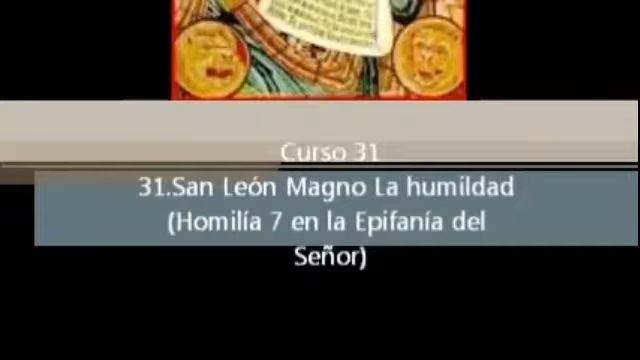 Curso 31
31.San León Magno La humildad
(Homilía 7 en la Epifanía del
Señor)